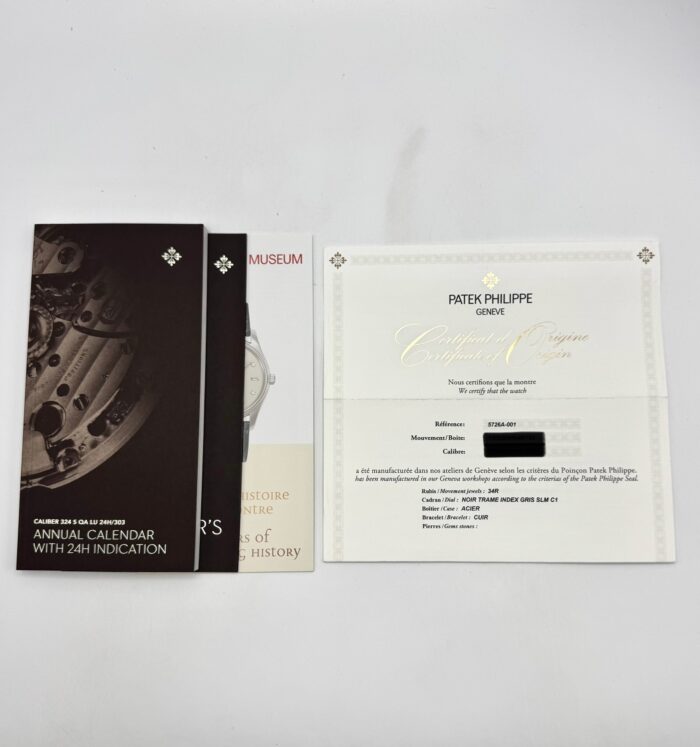 CALIBER 324 S QA LU 24H/303
ANNUAL CALENDAR
WITH 24H INDICATION
R'S
MUSEUM
HISTOIRE
NTRE
RS OF
G HISTORY
PATEK PHILIPPE
GENEVE
Certificat d'Origine
Certificate of Origin
Nous certifions que la montre
We certify that the watch
Référence: 5726A-001
Mouvement/Boîte:
Calibre:
a été manufacturée dans nos ateliers de Genève selon les critères du Poinçon Patek Philippe.
has been manufactured in our Geneva workshops according to the criterias of the Patek Philippe Seal.
Rubis / Movement jewels : 34R
Cadran / Dial : NOIR TRAME INDEX GRIS SLM C1
Boîtier / Case : ACIER
Bracelet / Bracelet : CUIR
Pierres / Gems stones :